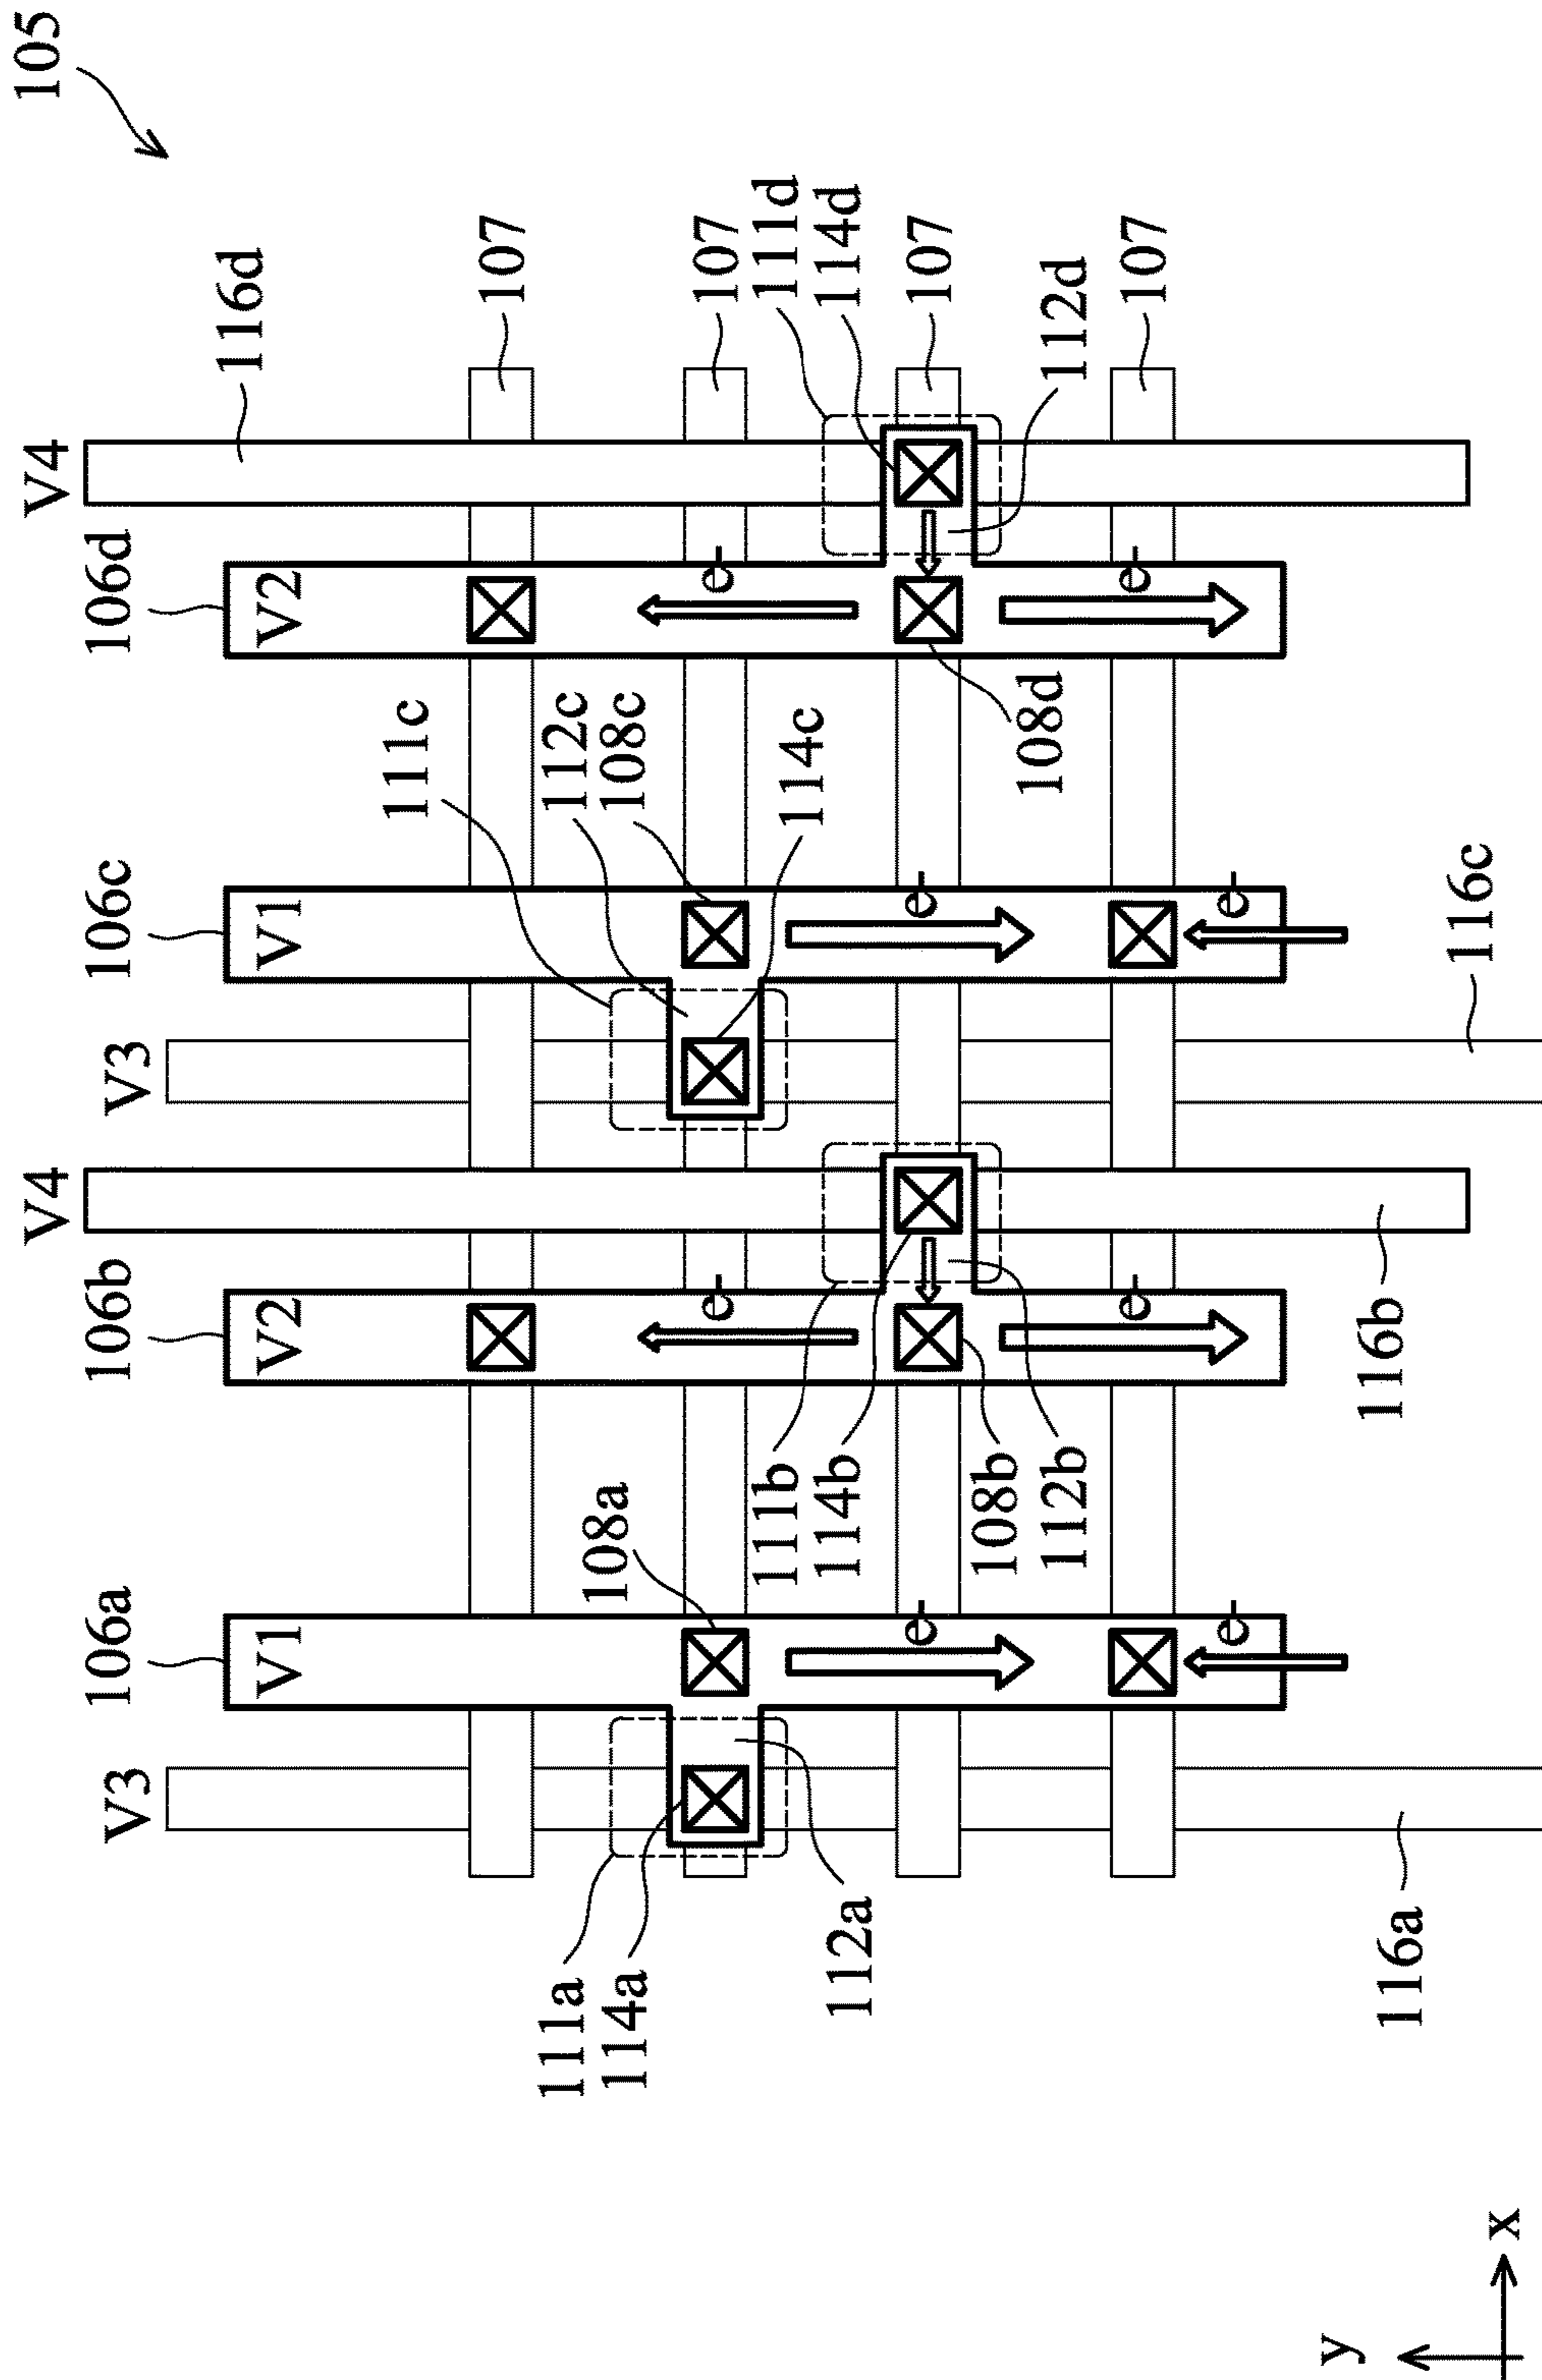 105
V4
116d
107
107
111d
114d
107
112d
107
106d
V2
e-
e-
108d
111c
112c
108c
114c
106c
V1
e-
e-
116c
V3
V4
106b
V2
e-
e-
116b
111b
114b
108b
112b
108a
106a
V1
e-
e-
V3
111a
114a
112a
116a
y
x